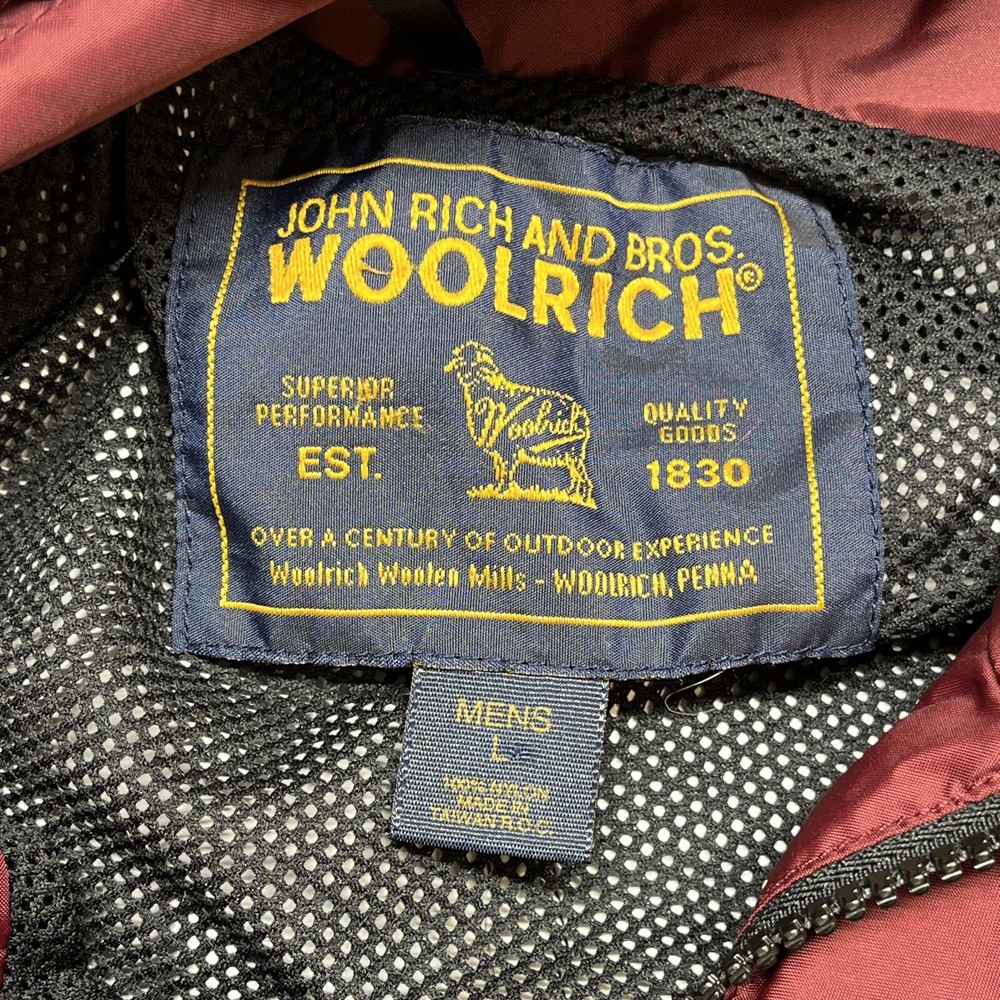 JOHN RICH AND BROS.
WOOLRICH®
SUPERIOR
PERFORMANCE
EST.
Woolrich
QUALITY
GOODS
1830
OVER A CENTURY OF OUTDOOR EXPERIENCE
Woolrich Woolen Mills - WOOLRICH, PENNA
MENS
L
100% NYLON
MADE IN
TAIWAN R.O.C.